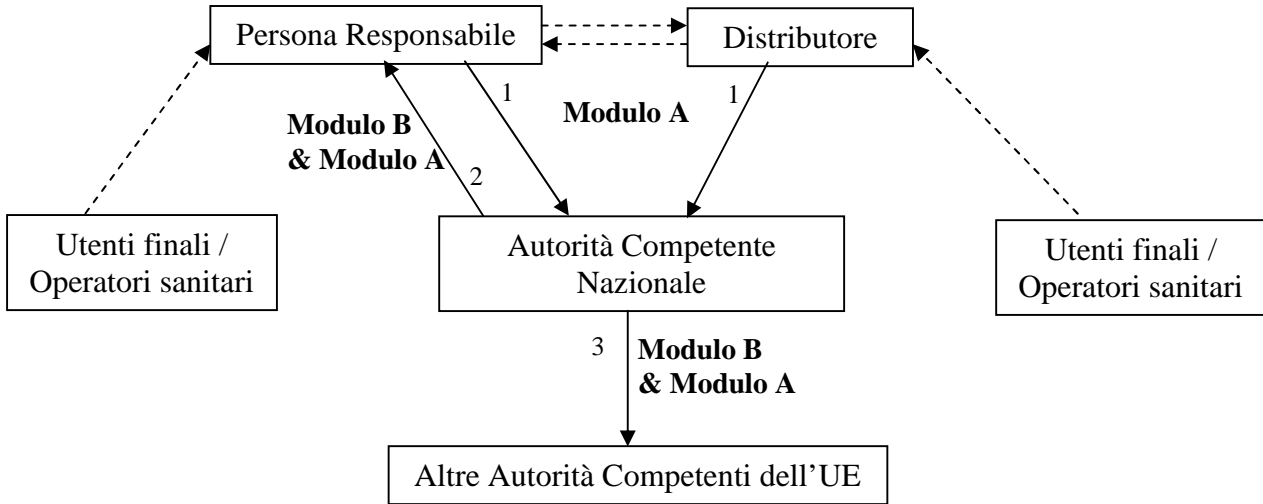 Persona Responsabile
Distributore
1
Modulo A
1
Modulo B
& Modulo A
2
Utenti finali /
Operatori sanitari
Autorità Competente
Nazionale
Utenti finali /
Operatori sanitari
3
Modulo B
& Modulo A
Altre Autorità Competenti dell’UE